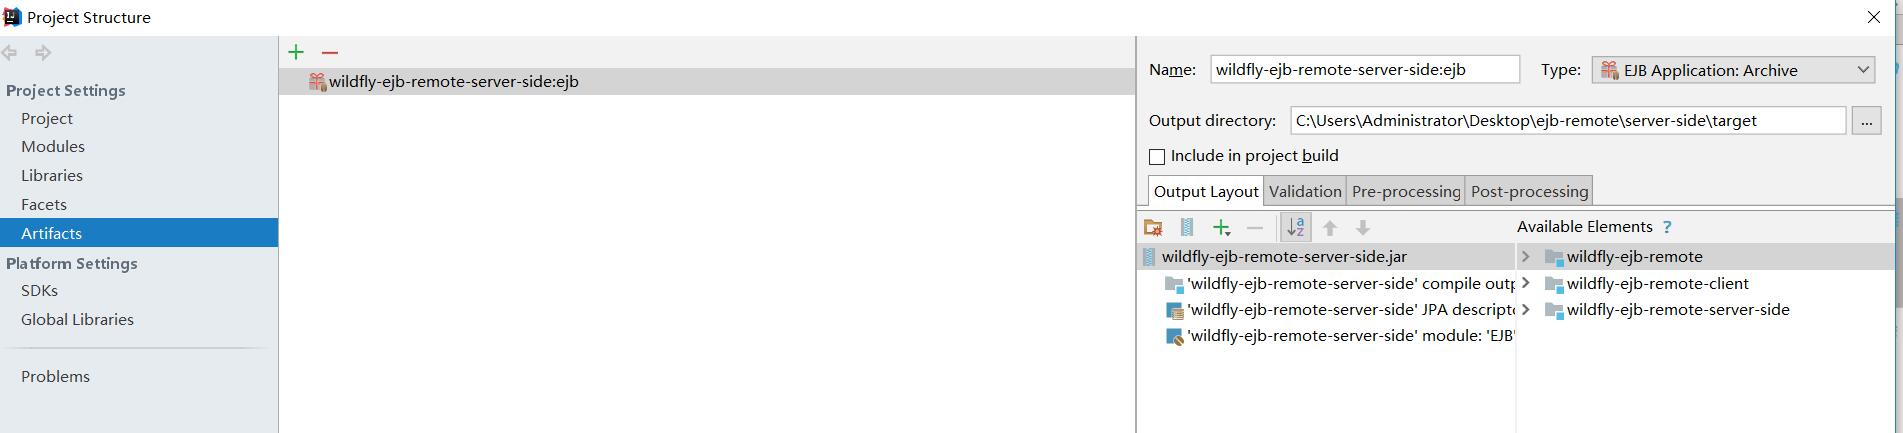 Project Structure
Project Settings
Project
Modules
Libraries
Facets
Artifacts
Platform Settings
SDKs
Global Libraries
Problems
wildfly-ejb-remote-server-side:ejb
Name: wildfly-ejb-remote-server-side:ejb Type: EJB Application: Archive
Output directory: C:\Users\Administrator\Desktop\ejb-remote\server-side\target ...
Include in project build
Output Layout Validation Pre-processing Post-processing
Available Elements ?
wildfly-ejb-remote-server-side.jar
'wildfly-ejb-remote-server-side' compile outp
'wildfly-ejb-remote-server-side' JPA descripto
'wildfly-ejb-remote-server-side' module: 'EJB'
wildfly-ejb-remote
wildfly-ejb-remote-client
wildfly-ejb-remote-server-side